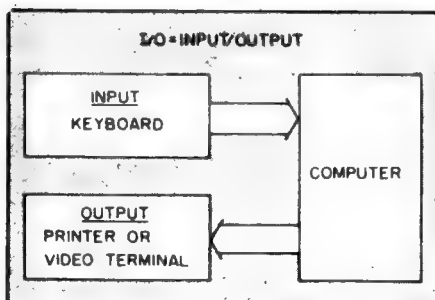 I/O = INPUT/OUTPUT
INPUT
KEYBOARD
COMPUTER
OUTPUT
PRINTER OR
VIDEO TERMINAL